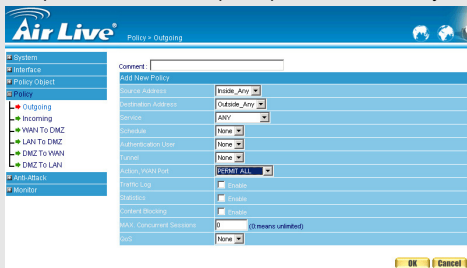 Air Live®
Policy > Outgoing
System
Interface
Policy Object
Policy
Outgoing
Incoming
WAN To DMZ
LAN To DMZ
DMZ To WAN
DMZ To LAN
Anti-Attack
Monitor
Comment :
Add New Policy
Source Address Inside_Any
Destination Address Outside_Any
Service ANY
Schedule None
Authentication User None
Tunnel None
Action, WAN Port PERMIT ALL
Traffic Log Enable
Statistics Enable
Content Blocking Enable
MAX. Concurrent Sessions 0 (0:means unlimited)
QoS None
OK Cancel